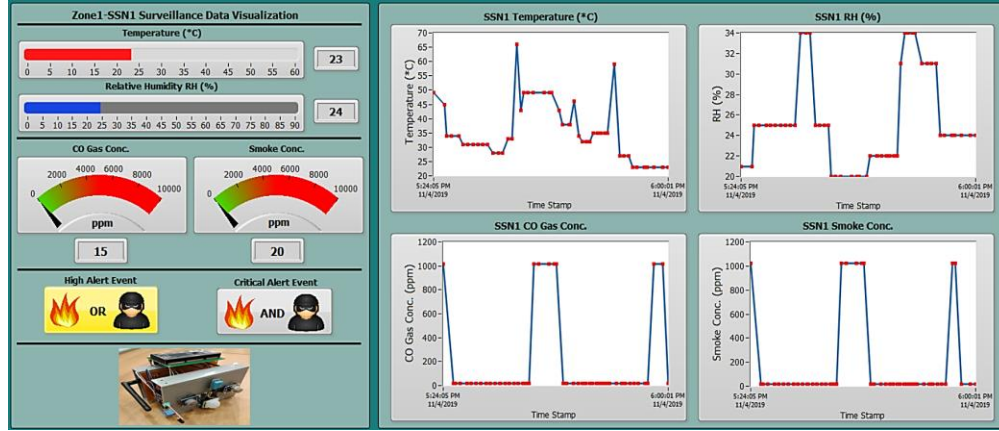 Zone1-SSN1 Surveillance Data Visualization
Temperature (*C)
23
0 5 10 15 20 25 30 35 40 45 50 55 60
Relative Humidity RH (%)
24
0 5 10 15 20 25 30 35 40 45 50 55 60 65 70 75 80 85 90
CO Gas Conc.
0 2000 4000 6000 8000 10000
ppm
15
Smoke Conc.
0 2000 4000 6000 8000 10000
ppm
20
High Alert Event
OR
Critical Alert Event
AND
SSN1 Temperature (*C)
Temperature (*C)
70
65
60
55
50
45
40
35
30
25
20
5:24:05 PM
11/4/2019
6:00:01 PM
11/4/2019
Time Stamp
SSN1 RH (%)
RH (%)
34
32
30
28
26
24
22
20
5:24:05 PM
11/4/2019
6:00:01 PM
11/4/2019
Time Stamp
SSN1 CO Gas Conc.
CO Gas Conc. (ppm)
1200
1000
800
600
400
200
0
5:24:05 PM
11/4/2019
6:00:01 PM
11/4/2019
Time Stamp
SSN1 Smoke Conc.
Smoke Conc. (ppm)
1200
1000
800
600
400
200
0
5:24:05 PM
11/4/2019
6:00:01 PM
11/4/2019
Time Stamp